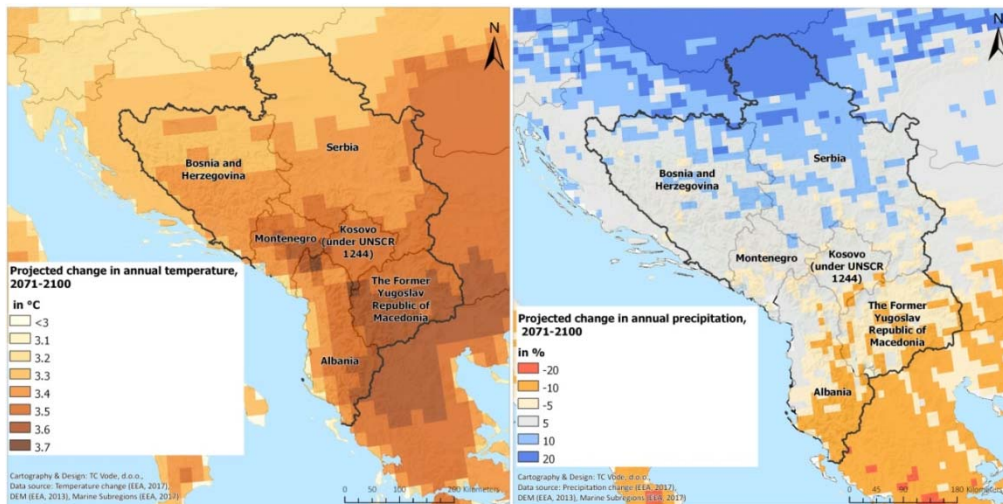 N
Serbia
Bosnia and
Herzegovina
Montenegro
Kosovo
(under UNSCR
1244)
The Former
Yugoslav
Republic of
Macedonia
Albania
Projected change in annual temperature,
2071-2100
in °C
<3
3.1
3.2
3.3
3.4
3.5
3.6
3.7
Cartography & Design: TC Vode, d.o.o.,
Data source: Temperature change (EEA, 2017),
DEM (EEA, 2013), Marine Subregions (EEA, 2017)
0 50 100 200 Kilometers
N
Serbia
Bosnia and
Herzegovina
Montenegro
Kosovo
(under UNSCR
1244)
The Former
Yugoslav
Republic of
Macedonia
Albania
Projected change in annual precipitation,
2071-2100
in %
-20
-10
-5
5
10
20
Cartography & Design: TC Vode, d.o.o.,
Data source: Precipitation change (EEA, 2017),
DEM (EEA, 2013), Marine Subregions (EEA, 2017)
0 45 90 180 Kilometers